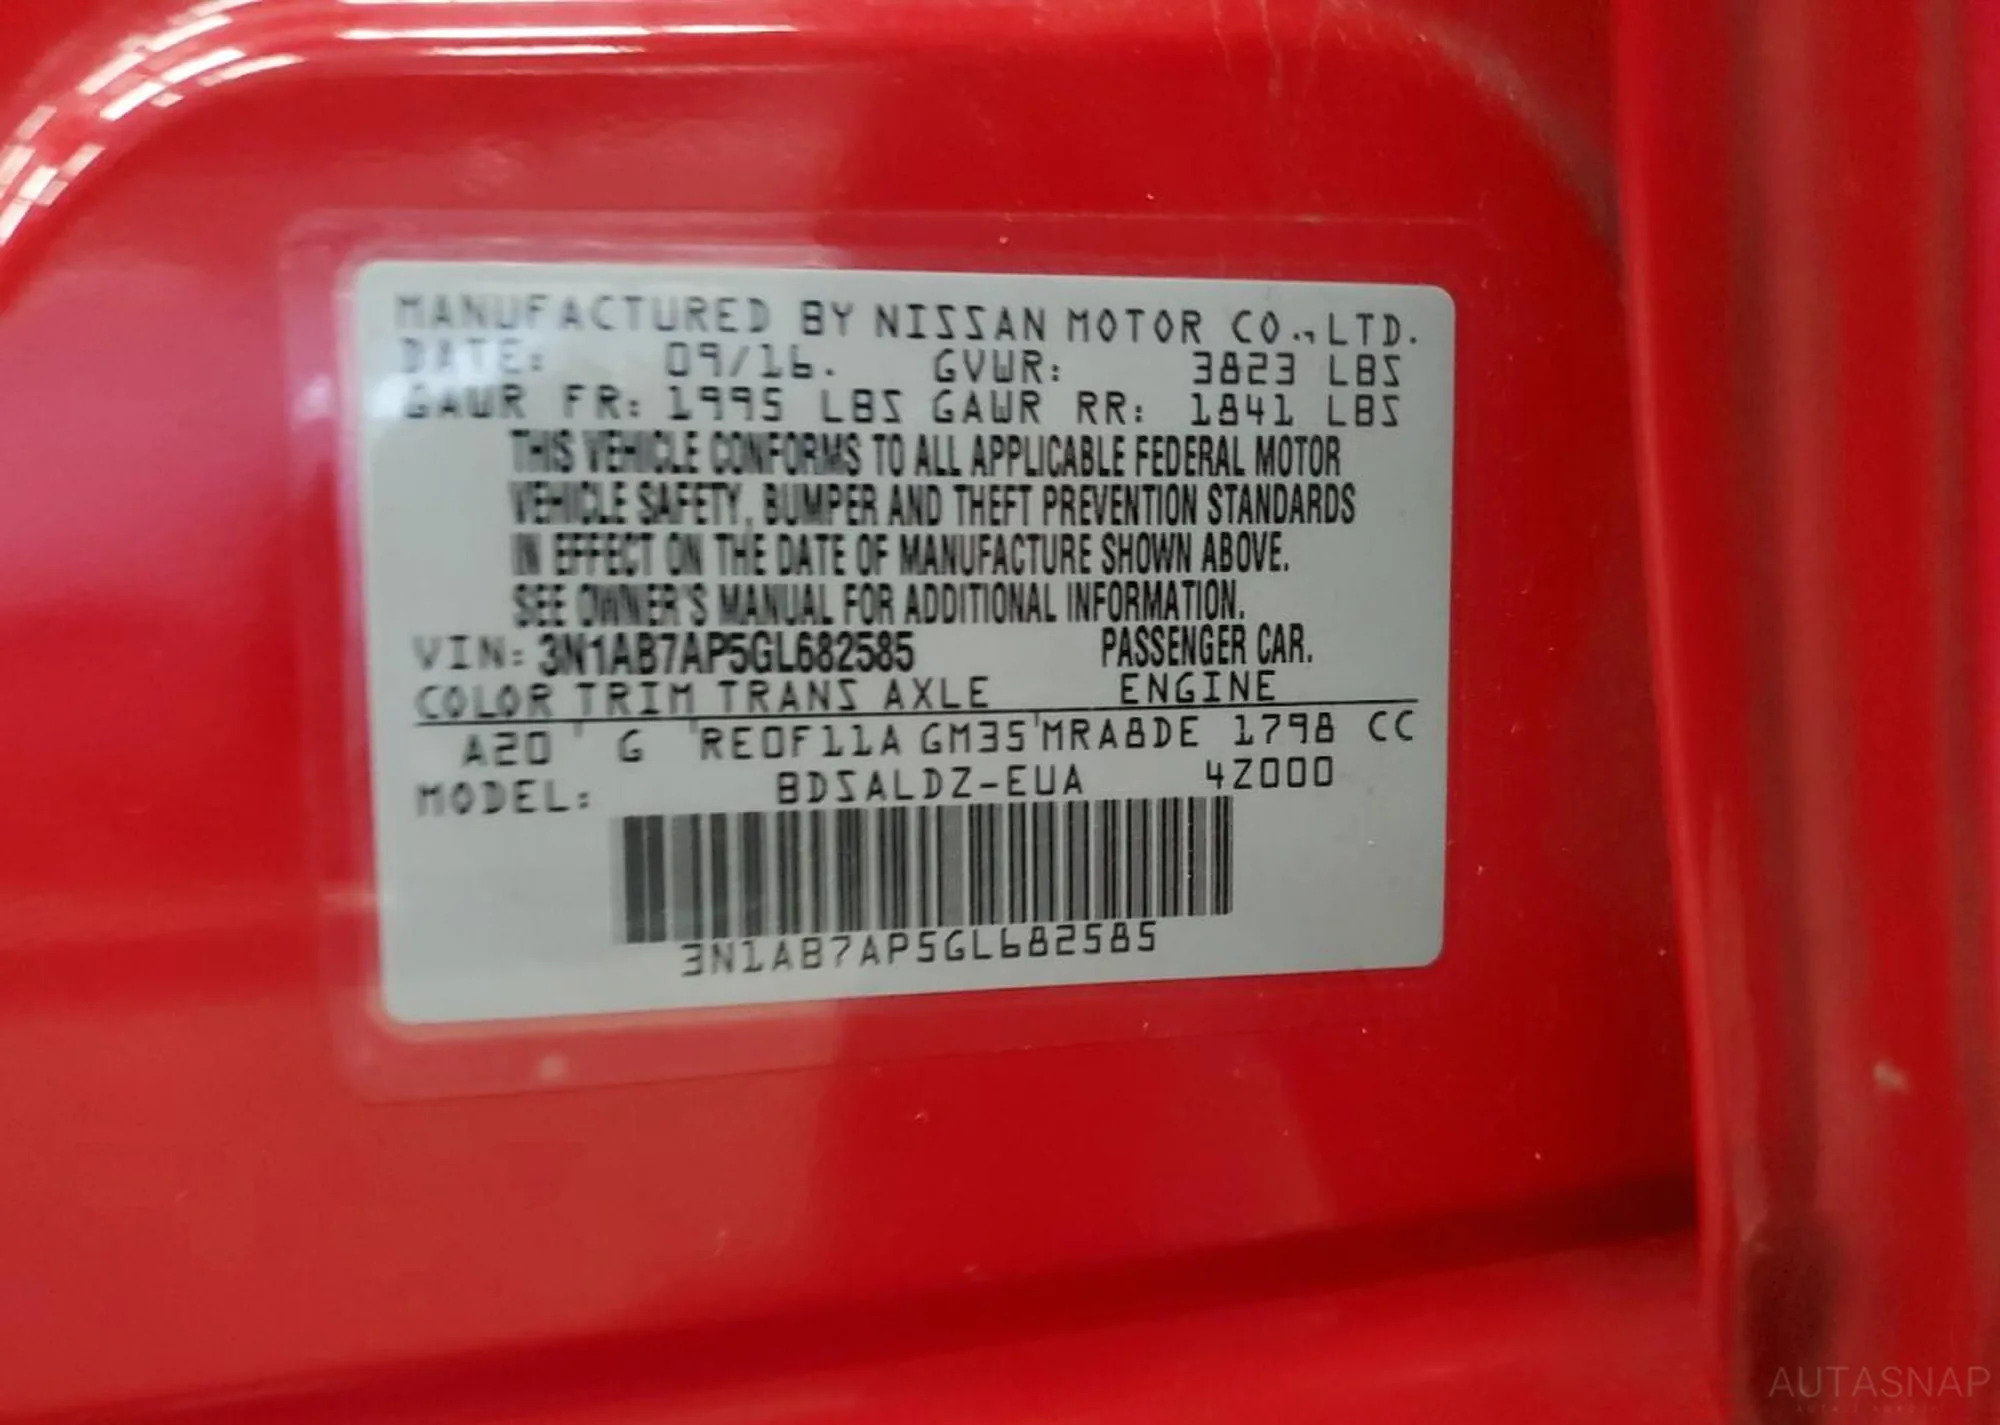 MANUFACTURED BY NISSAN MOTOR CO., LTD.
DATE: 09/16. GVWR: 3823 LBS
GAWR FR: 1995 LBS GAWR RR: 1841 LBS
THIS VEHICLE CONFORMS TO ALL APPLICABLE FEDERAL MOTOR
VEHICLE SAFETY, BUMPER AND THEFT PREVENTION STANDARDS
IN EFFECT ON THE DATE OF MANUFACTURE SHOWN ABOVE.
SEE OWNER'S MANUAL FOR ADDITIONAL INFORMATION.
VIN: 3N1AB7AP5GL682585 PASSENGER CAR.
COLOR TRIM TRANS AXLE ENGINE
A20 G RE0F11A GM35 MRA8DE 1798 CC
MODEL: BDSALDZ-EUA 4Z000
3N1AB7AP5GL682585
AUTASNAP